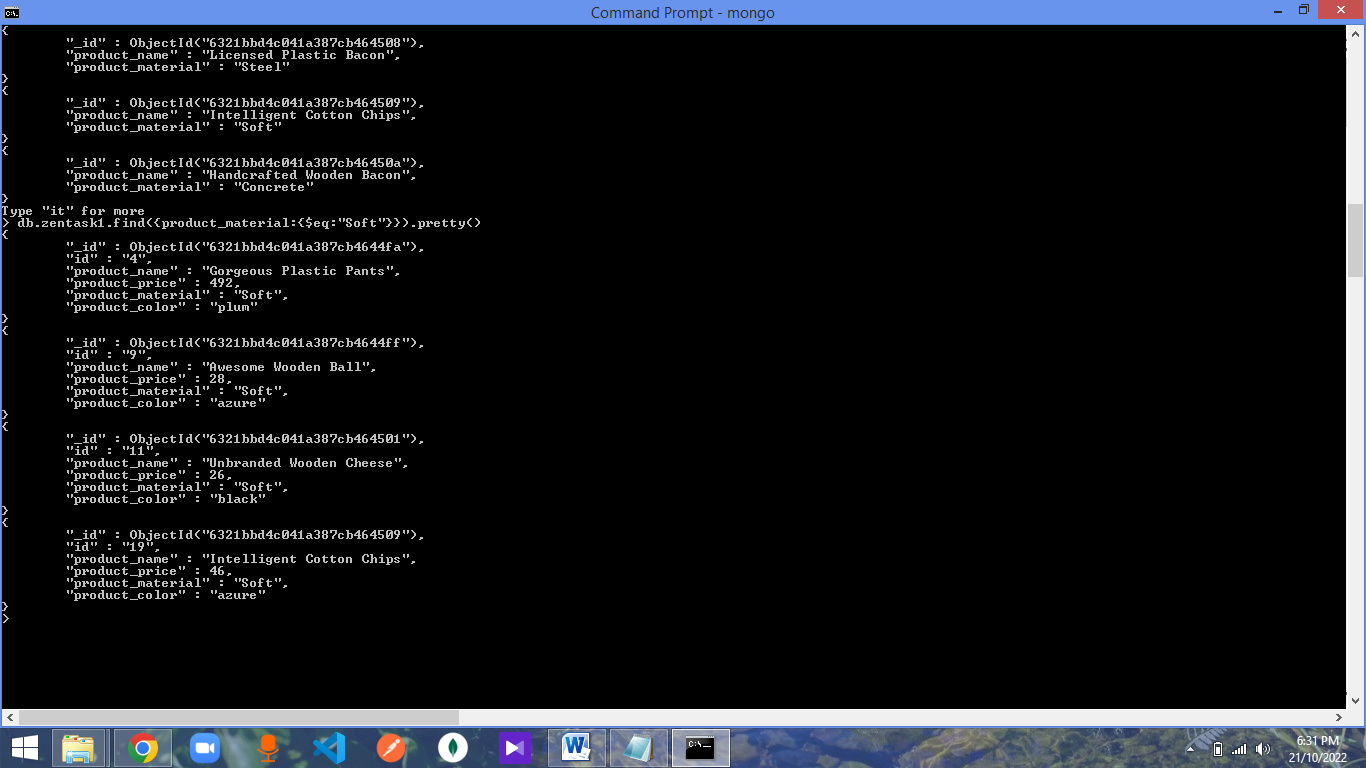 Command Prompt - mongo
{
"_id" : ObjectId("6321bbd4c041a387cb464508"),
"product_name" : "Licensed Plastic Bacon",
"product_material" : "Steel"
}
{
"_id" : ObjectId("6321bbd4c041a387cb464509"),
"product_name" : "Intelligent Cotton Chips",
"product_material" : "Soft"
}
{
"_id" : ObjectId("6321bbd4c041a387cb46450a"),
"product_name" : "Handcrafted Wooden Bacon",
"product_material" : "Concrete"
}
Type "it" for more
> db.zentask1.find({product_material:{$eq:"Soft"}}).pretty()
{
"_id" : ObjectId("6321bbd4c041a387cb4644fa"),
"id" : "4",
"product_name" : "Gorgeous Plastic Pants",
"product_price" : 492,
"product_material" : "Soft",
"product_color" : "plum"
}
{
"_id" : ObjectId("6321bbd4c041a387cb4644ff"),
"id" : "9",
"product_name" : "Awesome Wooden Ball",
"product_price" : 28,
"product_material" : "Soft",
"product_color" : "azure"
}
{
"_id" : ObjectId("6321bbd4c041a387cb464501"),
"id" : "11",
"product_name" : "Unbranded Wooden Cheese",
"product_price" : 26,
"product_material" : "Soft",
"product_color" : "black"
}
{
"_id" : ObjectId("6321bbd4c041a387cb464509"),
"id" : "19",
"product_name" : "Intelligent Cotton Chips",
"product_price" : 46,
"product_material" : "Soft",
"product_color" : "azure"
}
>
6:31 PM
21/10/2022